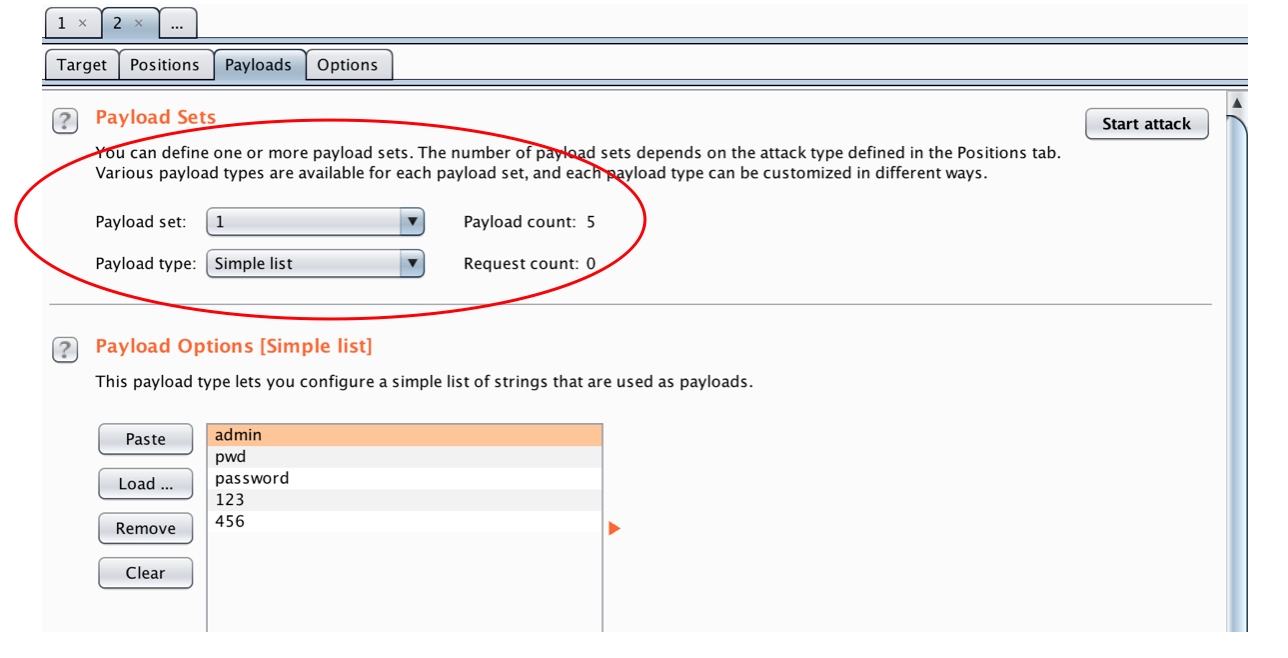 1 × 2 × ...
Target Positions Payloads Options
? Payload Sets Start attack
You can define one or more payload sets. The number of payload sets depends on the attack type defined in the Positions tab.
Various payload types are available for each payload set, and each payload type can be customized in different ways.
Payload set: 1 Payload count: 5
Payload type: Simple list Request count: 0
? Payload Options [Simple list]
This payload type lets you configure a simple list of strings that are used as payloads.
Paste admin
pwd
Load ... password
123
Remove 456
Clear